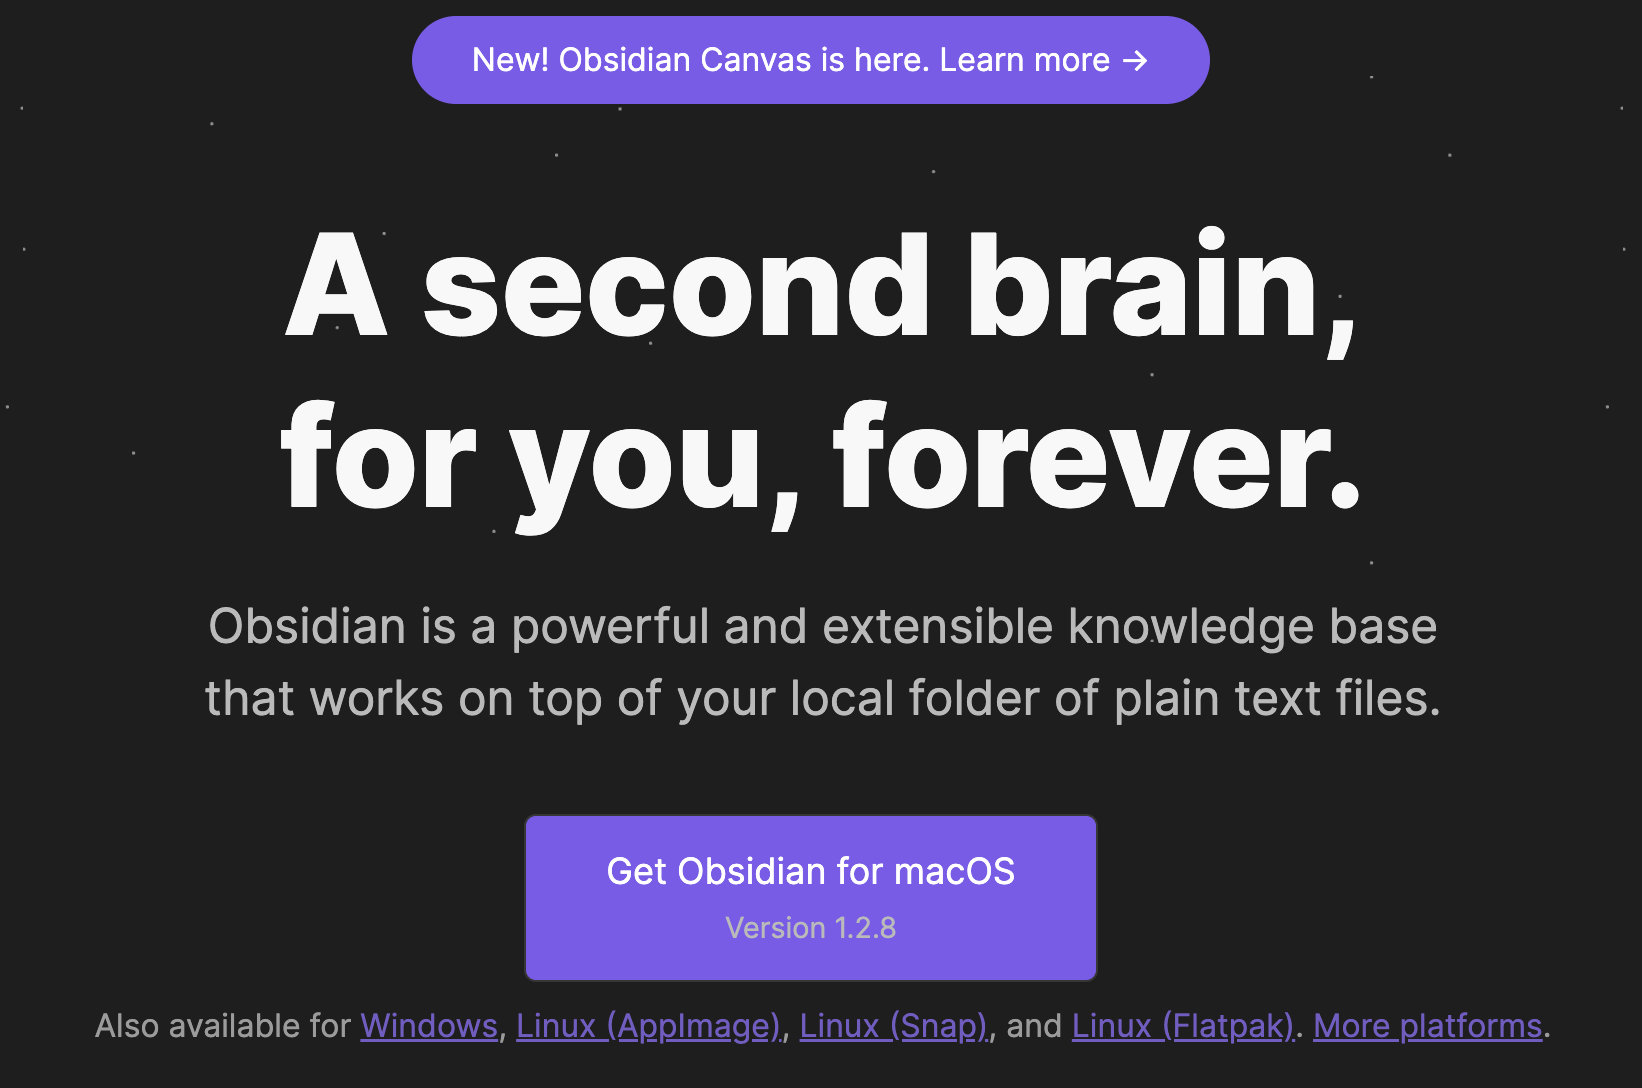 New! Obsidian Canvas is here. Learn more →
A second brain,
for you, forever.
Obsidian is a powerful and extensible knowledge base
that works on top of your local folder of plain text files.
Get Obsidian for macOS
Version 1.2.8
Also available for Windows, Linux (AppImage), Linux (Snap), and Linux (Flatpak). More platforms.